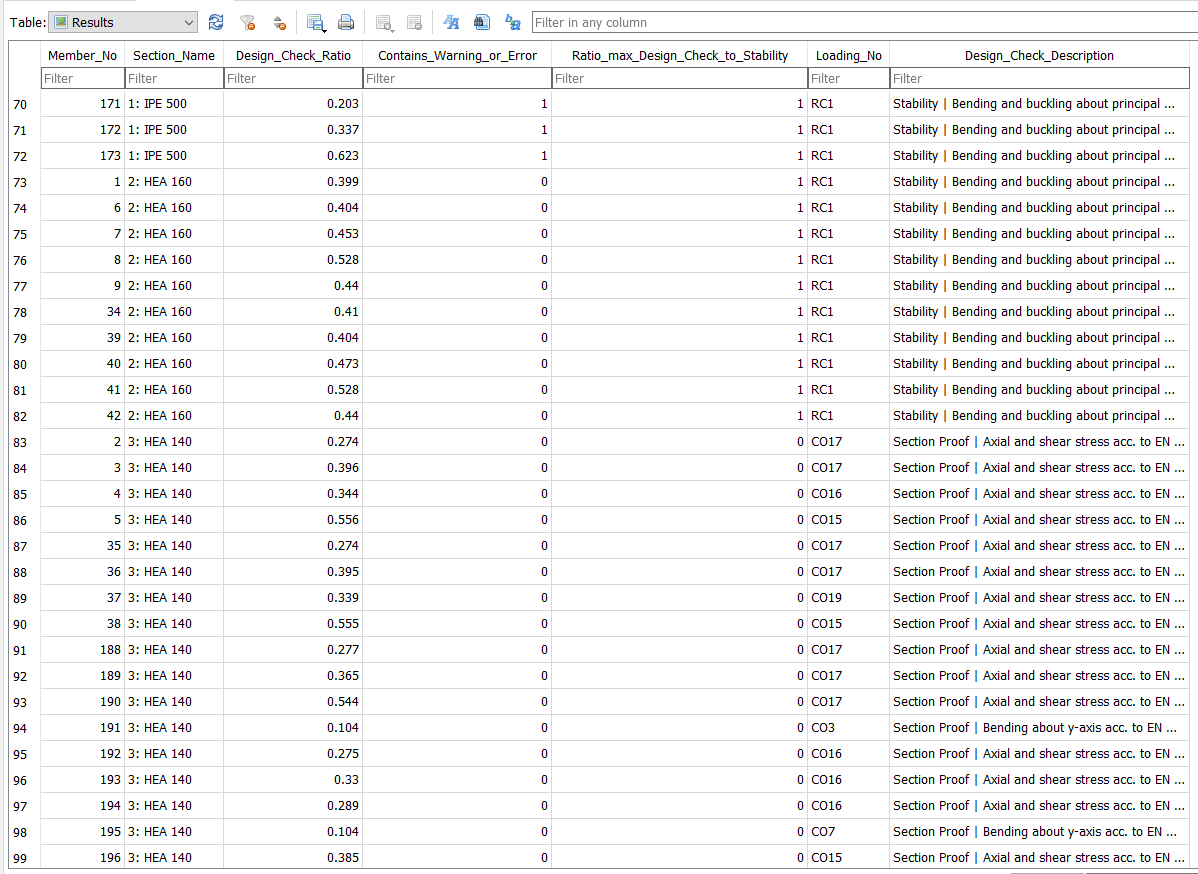 Table: Results Filter in any column
Member_No Section_Name Design_Check_Ratio Contains_Warning_or_Error Ratio_max_Design_Check_to_Stability Loading_No Design_Check_Description
Filter Filter Filter Filter Filter Filter Filter
70 171 1: IPE 500 0.203 1 1 RC1 Stability | Bending and buckling about principal ...
71 172 1: IPE 500 0.337 1 1 RC1 Stability | Bending and buckling about principal ...
72 173 1: IPE 500 0.623 1 1 RC1 Stability | Bending and buckling about principal ...
73 1 2: HEA 160 0.399 0 1 RC1 Stability | Bending and buckling about principal ...
74 6 2: HEA 160 0.404 0 1 RC1 Stability | Bending and buckling about principal ...
75 7 2: HEA 160 0.453 0 1 RC1 Stability | Bending and buckling about principal ...
76 8 2: HEA 160 0.528 0 1 RC1 Stability | Bending and buckling about principal ...
77 9 2: HEA 160 0.44 0 1 RC1 Stability | Bending and buckling about principal ...
78 34 2: HEA 160 0.41 0 1 RC1 Stability | Bending and buckling about principal ...
79 39 2: HEA 160 0.404 0 1 RC1 Stability | Bending and buckling about principal ...
80 40 2: HEA 160 0.473 0 1 RC1 Stability | Bending and buckling about principal ...
81 41 2: HEA 160 0.528 0 1 RC1 Stability | Bending and buckling about principal ...
82 42 2: HEA 160 0.44 0 1 RC1 Stability | Bending and buckling about principal ...
83 2 3: HEA 140 0.274 0 0 CO17 Section Proof | Axial and shear stress acc. to EN ...
84 3 3: HEA 140 0.396 0 0 CO17 Section Proof | Axial and shear stress acc. to EN ...
85 4 3: HEA 140 0.344 0 0 CO16 Section Proof | Axial and shear stress acc. to EN ...
86 5 3: HEA 140 0.556 0 0 CO15 Section Proof | Axial and shear stress acc. to EN ...
87 35 3: HEA 140 0.274 0 0 CO17 Section Proof | Axial and shear stress acc. to EN ...
88 36 3: HEA 140 0.395 0 0 CO17 Section Proof | Axial and shear stress acc. to EN ...
89 37 3: HEA 140 0.339 0 0 CO19 Section Proof | Axial and shear stress acc. to EN ...
90 38 3: HEA 140 0.555 0 0 CO15 Section Proof | Axial and shear stress acc. to EN ...
91 188 3: HEA 140 0.277 0 0 CO17 Section Proof | Axial and shear stress acc. to EN ...
92 189 3: HEA 140 0.365 0 0 CO17 Section Proof | Axial and shear stress acc. to EN ...
93 190 3: HEA 140 0.544 0 0 CO17 Section Proof | Axial and shear stress acc. to EN ...
94 191 3: HEA 140 0.104 0 0 CO3 Section Proof | Bending about y-axis acc. to EN ...
95 192 3: HEA 140 0.275 0 0 CO16 Section Proof | Axial and shear stress acc. to EN ...
96 193 3: HEA 140 0.33 0 0 CO16 Section Proof | Axial and shear stress acc. to EN ...
97 194 3: HEA 140 0.289 0 0 CO16 Section Proof | Axial and shear stress acc. to EN ...
98 195 3: HEA 140 0.104 0 0 CO7 Section Proof | Bending about y-axis acc. to EN ...
99 196 3: HEA 140 0.385 0 0 CO15 Section Proof | Axial and shear stress acc. to EN ...